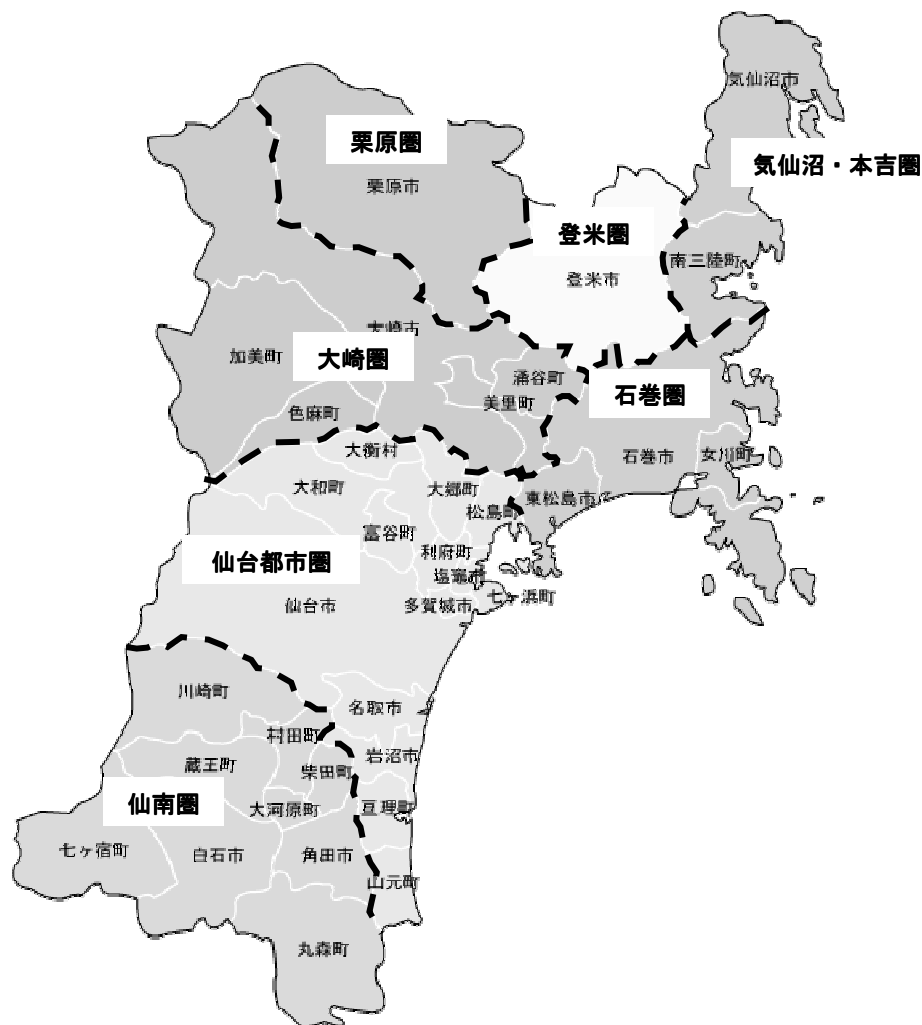 気仙沼市
栗原圏
気仙沼・本吉圏
栗原市
登米圏
南三陸町
登米市
大崎市
加美町
大崎圏
涌谷町
石巻圏
美里町
色麻町
大衡村
石巻市
女川町
大和町
大郷町
東松島市
松島町
富谷町
利府町
仙台都市圏
塩竈市
七ヶ浜町
仙台市
多賀城市
川崎町
名取市
村田町
岩沼市
蔵王町
柴田町
仙南圏
大河原町
亘理町
七ヶ宿町
白石市
角田市
山元町
丸森町